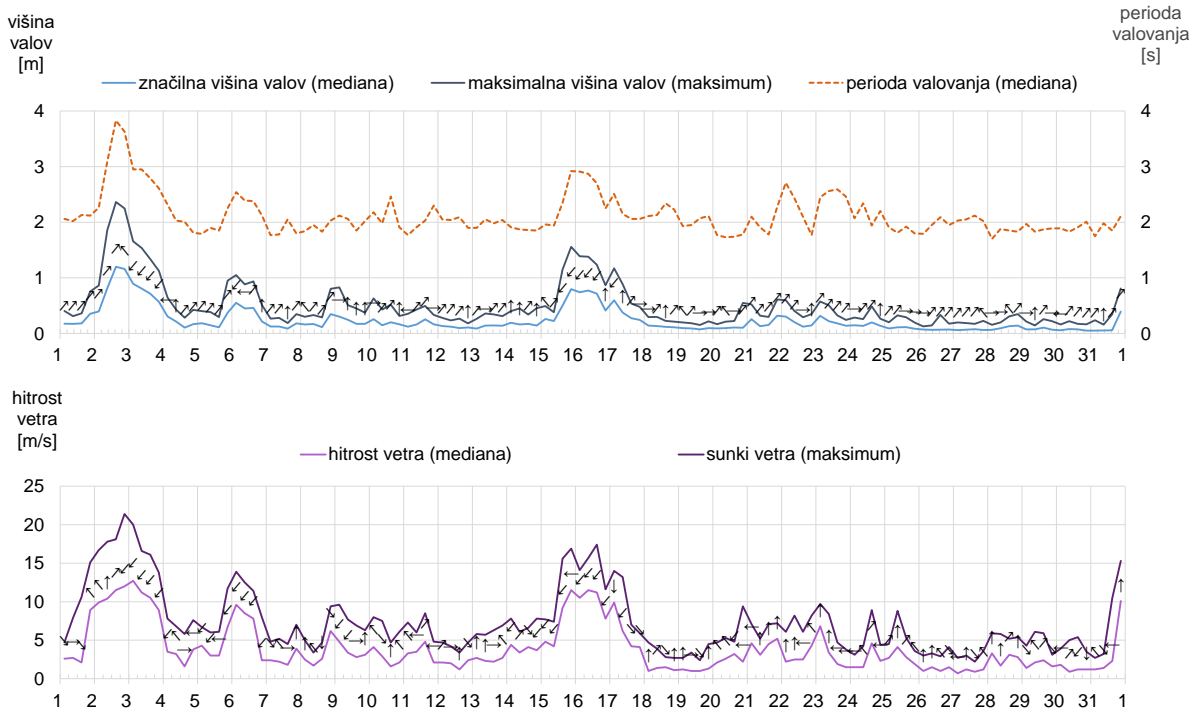 višina
valov
[m]
perioda
valovanja
[s]
značilna višina valov (mediana)
maksimalna višina valov (maksimum)
perioda valovanja (mediana)
4
4
3
3
2
2
1
1
0
0
1 2 3 4 5 6 7 8 9 10 11 12 13 14 15 16 17 18 19 20 21 22 23 24 25 26 27 28 29 30 31 1
hitrost
vetra
[m/s]
hitrost vetra (mediana)
sunki vetra (maksimum)
25
20
15
10
5
0
1 2 3 4 5 6 7 8 9 10 11 12 13 14 15 16 17 18 19 20 21 22 23 24 25 26 27 28 29 30 31 1